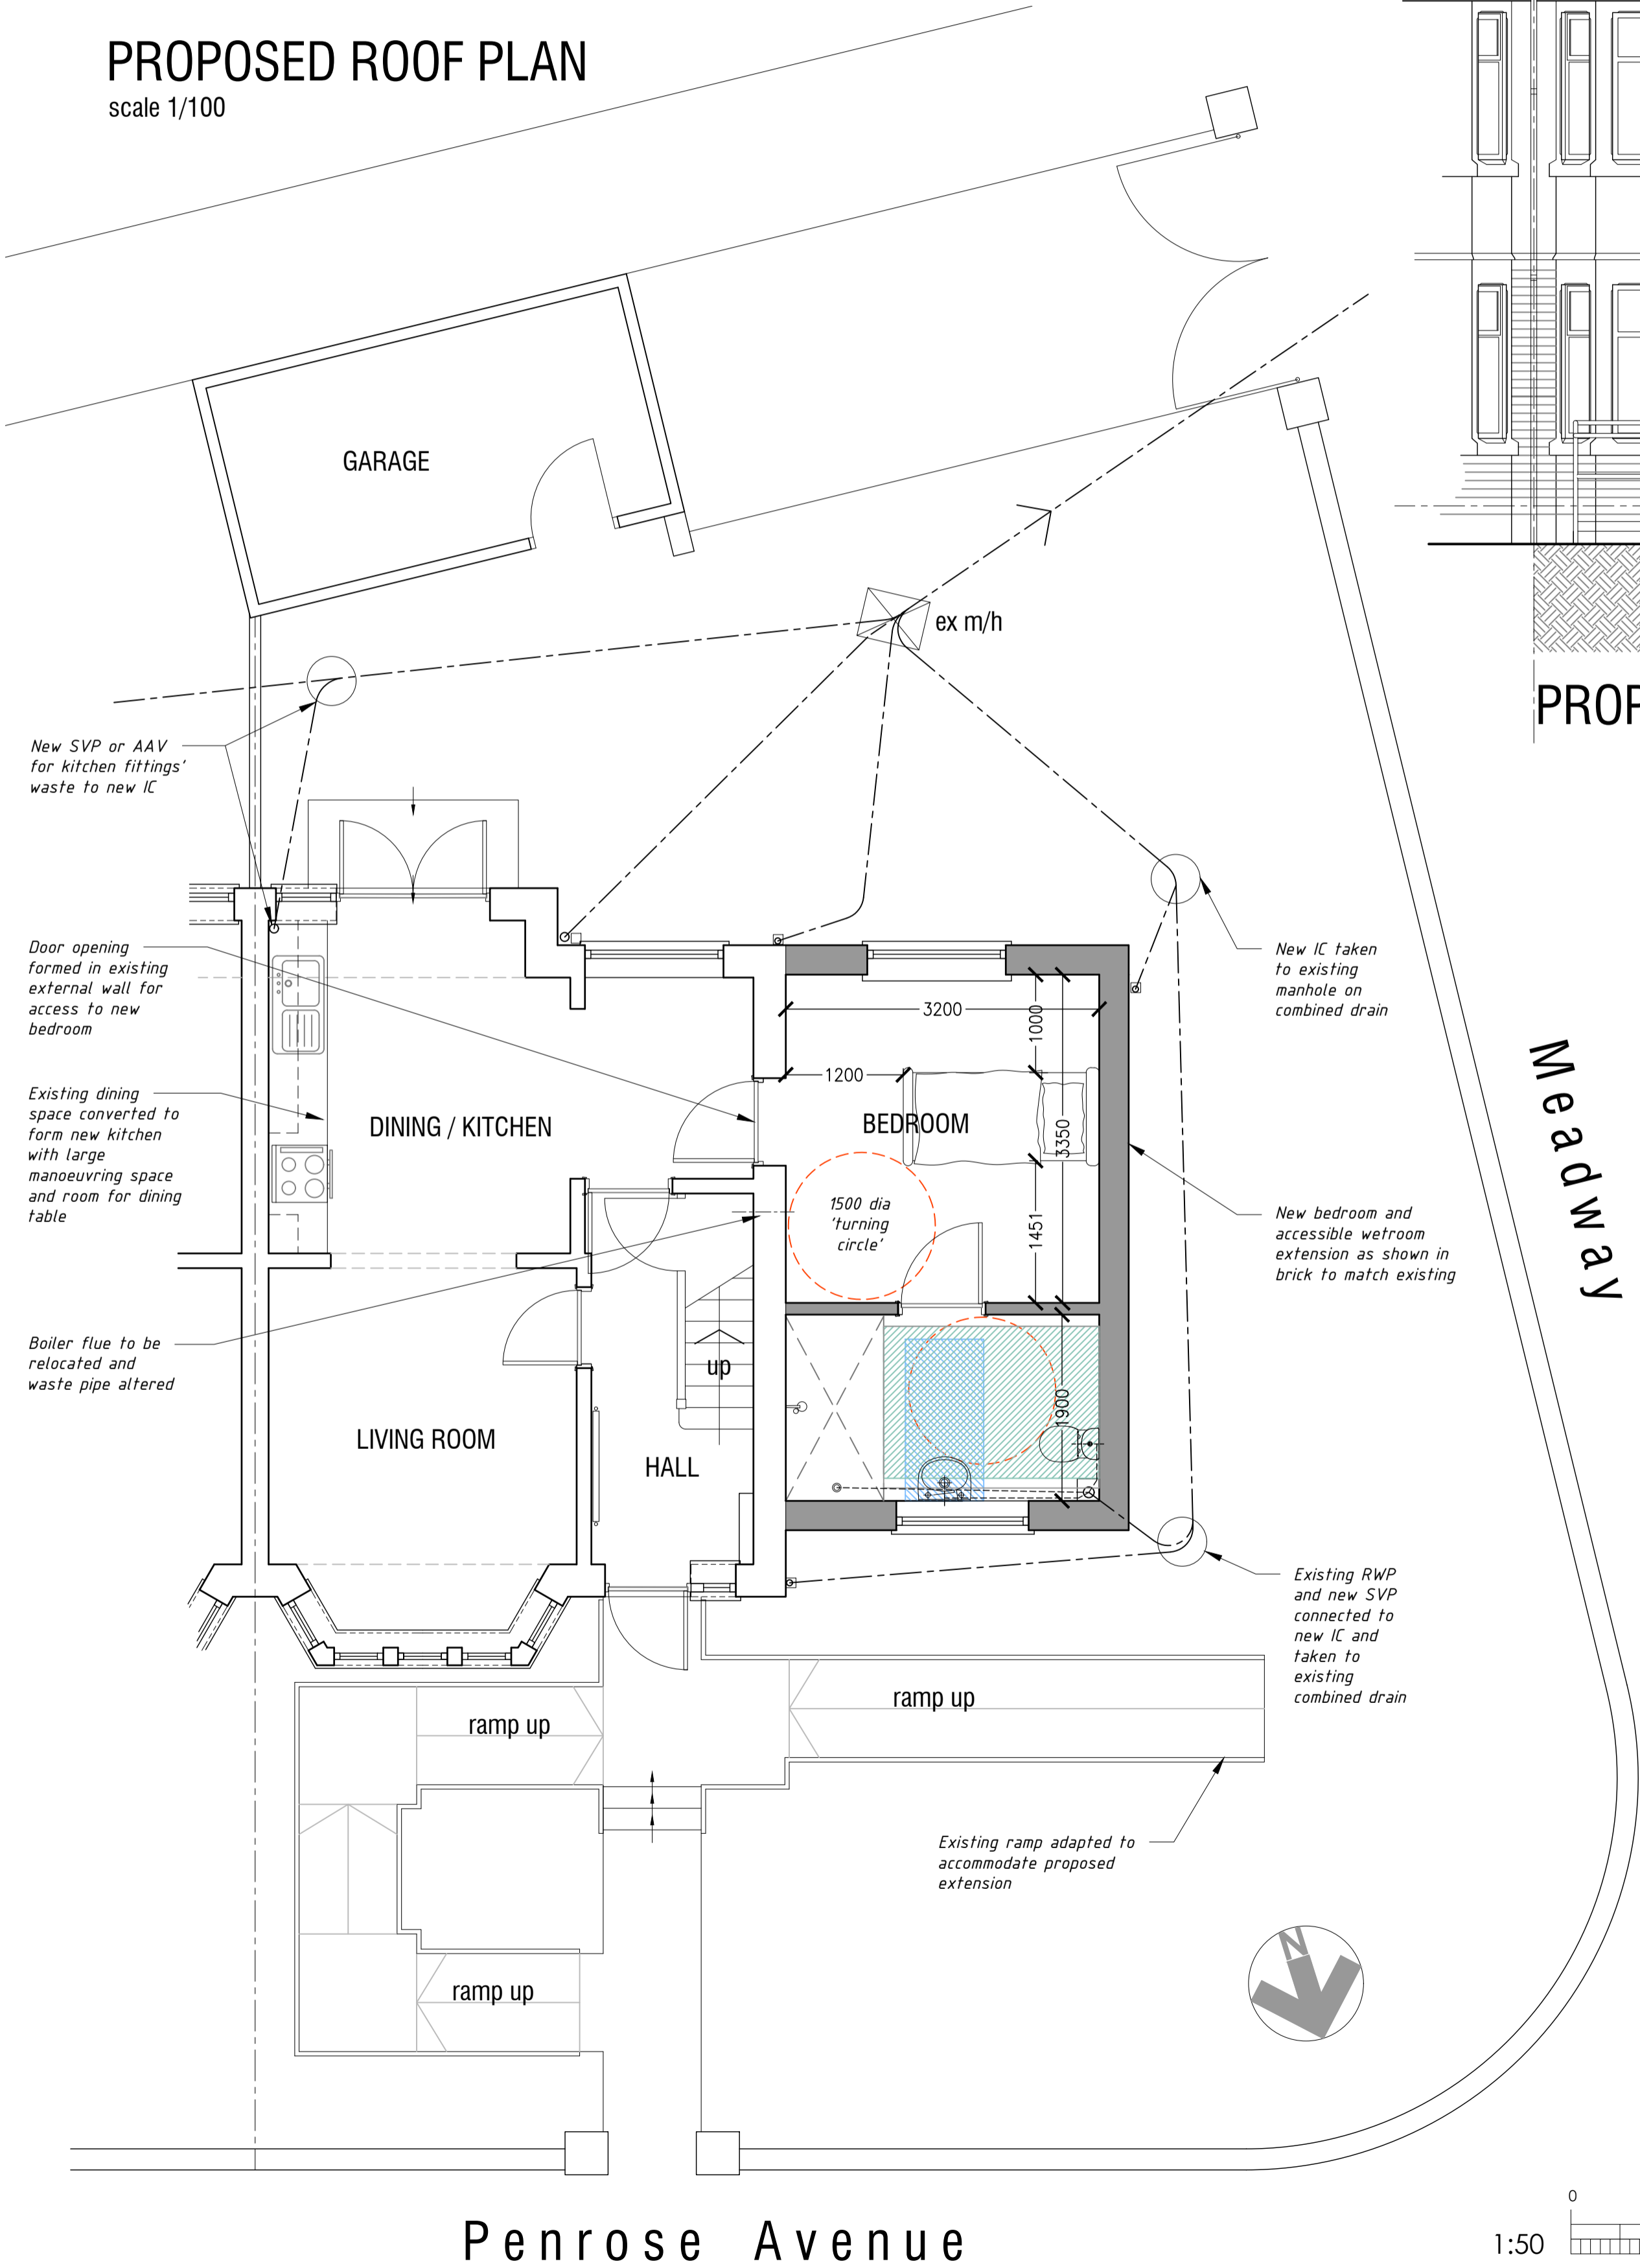 PROPOSED ROOF PLAN
scale 1/100
GARAGE
ex m/h
PROP
New SVP or AAV
for kitchen fittings'
waste to new IC
Door opening
formed in existing
external wall for
access to new
bedroom
New IC taken
to existing
manhole on
combined drain
3200
1000
1200
BEDROOM
3350
1451
1500 dia
'turning
circle'
Existing dining
space converted to
form new kitchen
with large
manoeuvring space
and room for dining
table
DINING / KITCHEN
Meadway
New bedroom and
accessible wetroom
extension as shown in
brick to match existing
Boiler flue to be
relocated and
waste pipe altered
up
1900
LIVING ROOM
HALL
Existing RWP
and new SVP
connected to
new IC and
taken to
existing
combined drain
ramp up
ramp up
Existing ramp adapted to
accommodate proposed
extension
N
ramp up
Penrose Avenue
0
1:50